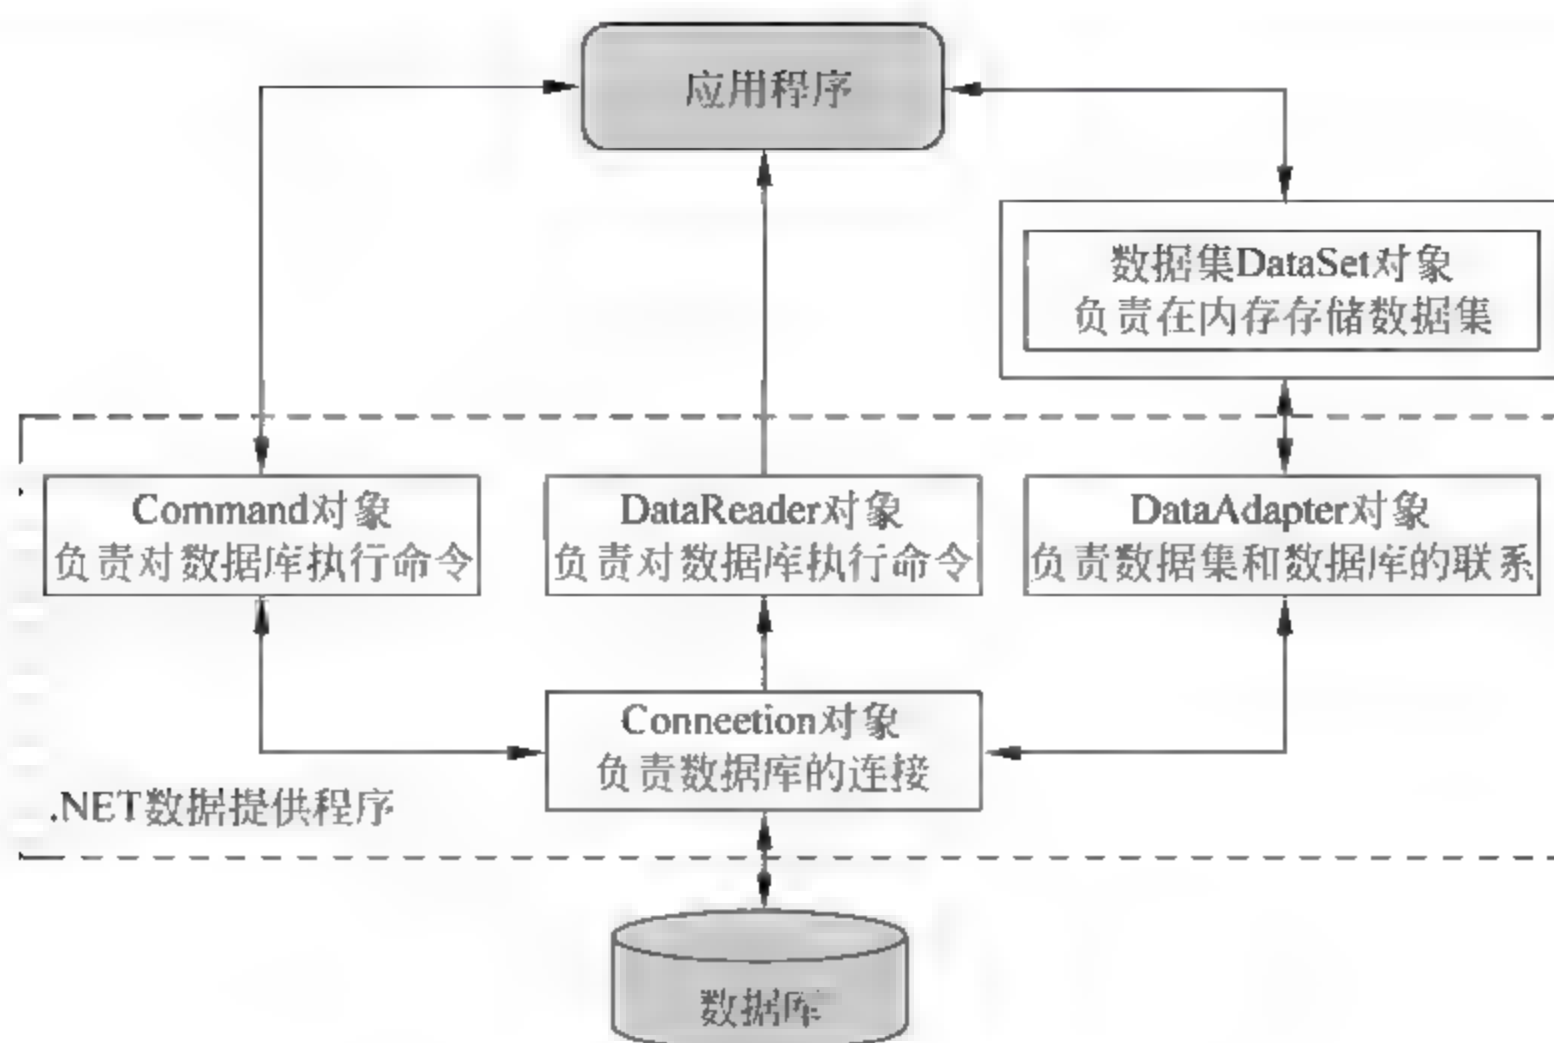 应用程序
数据集DataSet对象
负责在内存存储数据集
Command对象
负责对数据库执行命令
DataReader对象
负责对数据库执行命令
DataAdapter对象
负责数据集和数据库的联系
Conneetion对象
负责数据库的连接
.NET数据提供程序
数据库